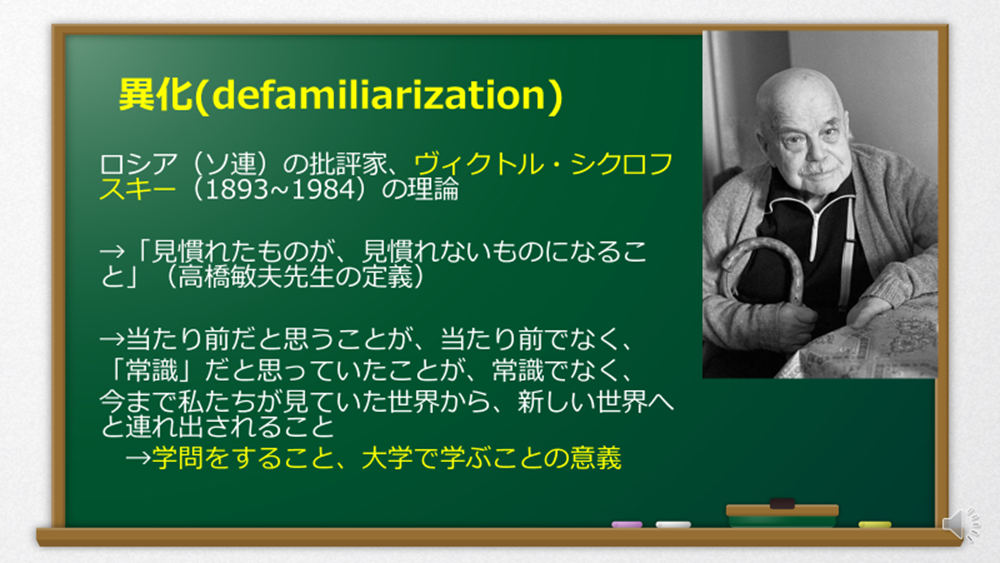 異化(defamiliarization)
ロシア（ソ連）の批評家、ヴィクトル・シクロフ
スキー（1893~1984）の理論
→「見慣れたものが、見慣れないものになるこ
と」（高橋敏夫先生の定義）
→当たり前だと思うことが、当たり前でなく、
「常識」だと思っていたことが、常識でなく、
今まで私たちが見ていた世界から、新しい世界へ
と連れ出されること
→学問をすること、大学で学ぶことの意義